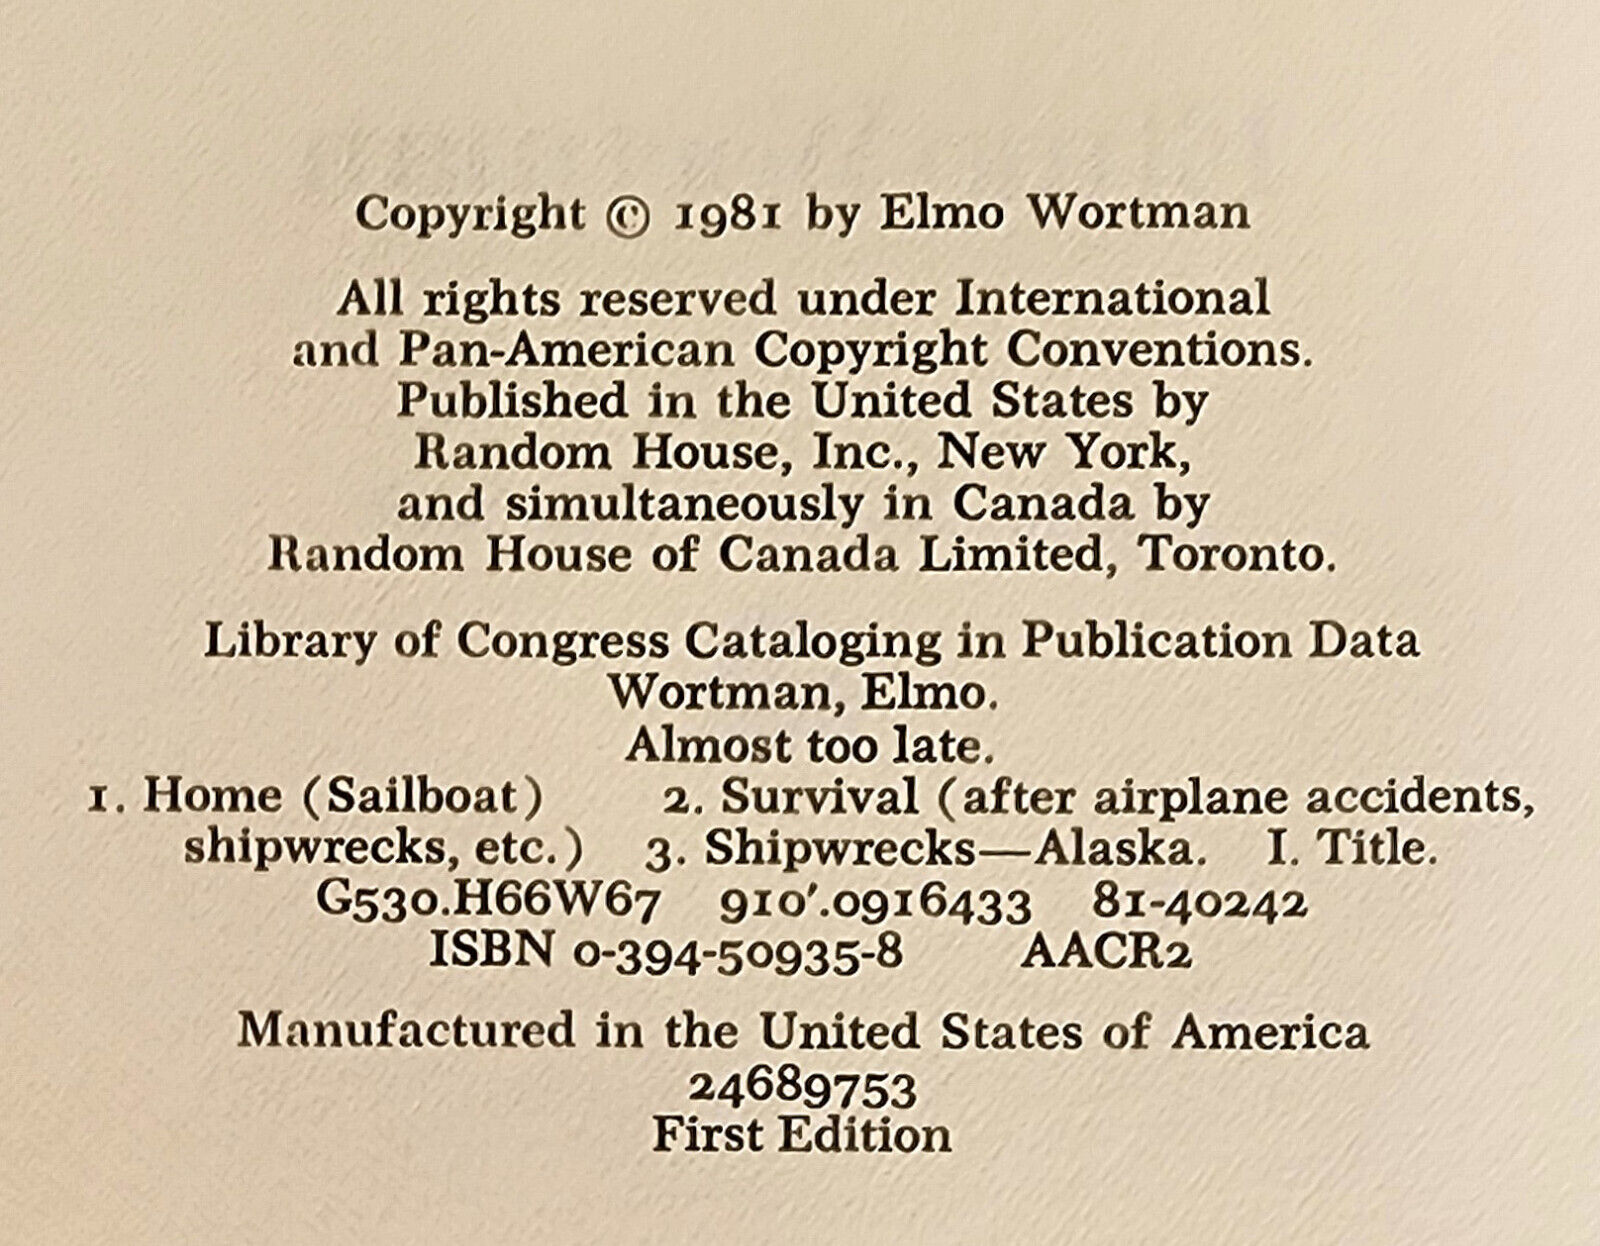 Copyright © 1981 by Elmo Wortman
All rights reserved under International
and Pan-American Copyright Conventions.
Published in the United States by
Random House, Inc., New York,
and simultaneously in Canada by
Random House of Canada Limited, Toronto.
Library of Congress Cataloging in Publication Data
Wortman, Elmo.
Almost too late.
1. Home (Sailboat) 2. Survival (after airplane accidents,
shipwrecks, etc.) 3. Shipwrecks—Alaska. I. Title.
G530.H66W67 910′.0916433 81-40242
ISBN 0-394-50935-8 AACR2
Manufactured in the United States of America
24689753
First Edition